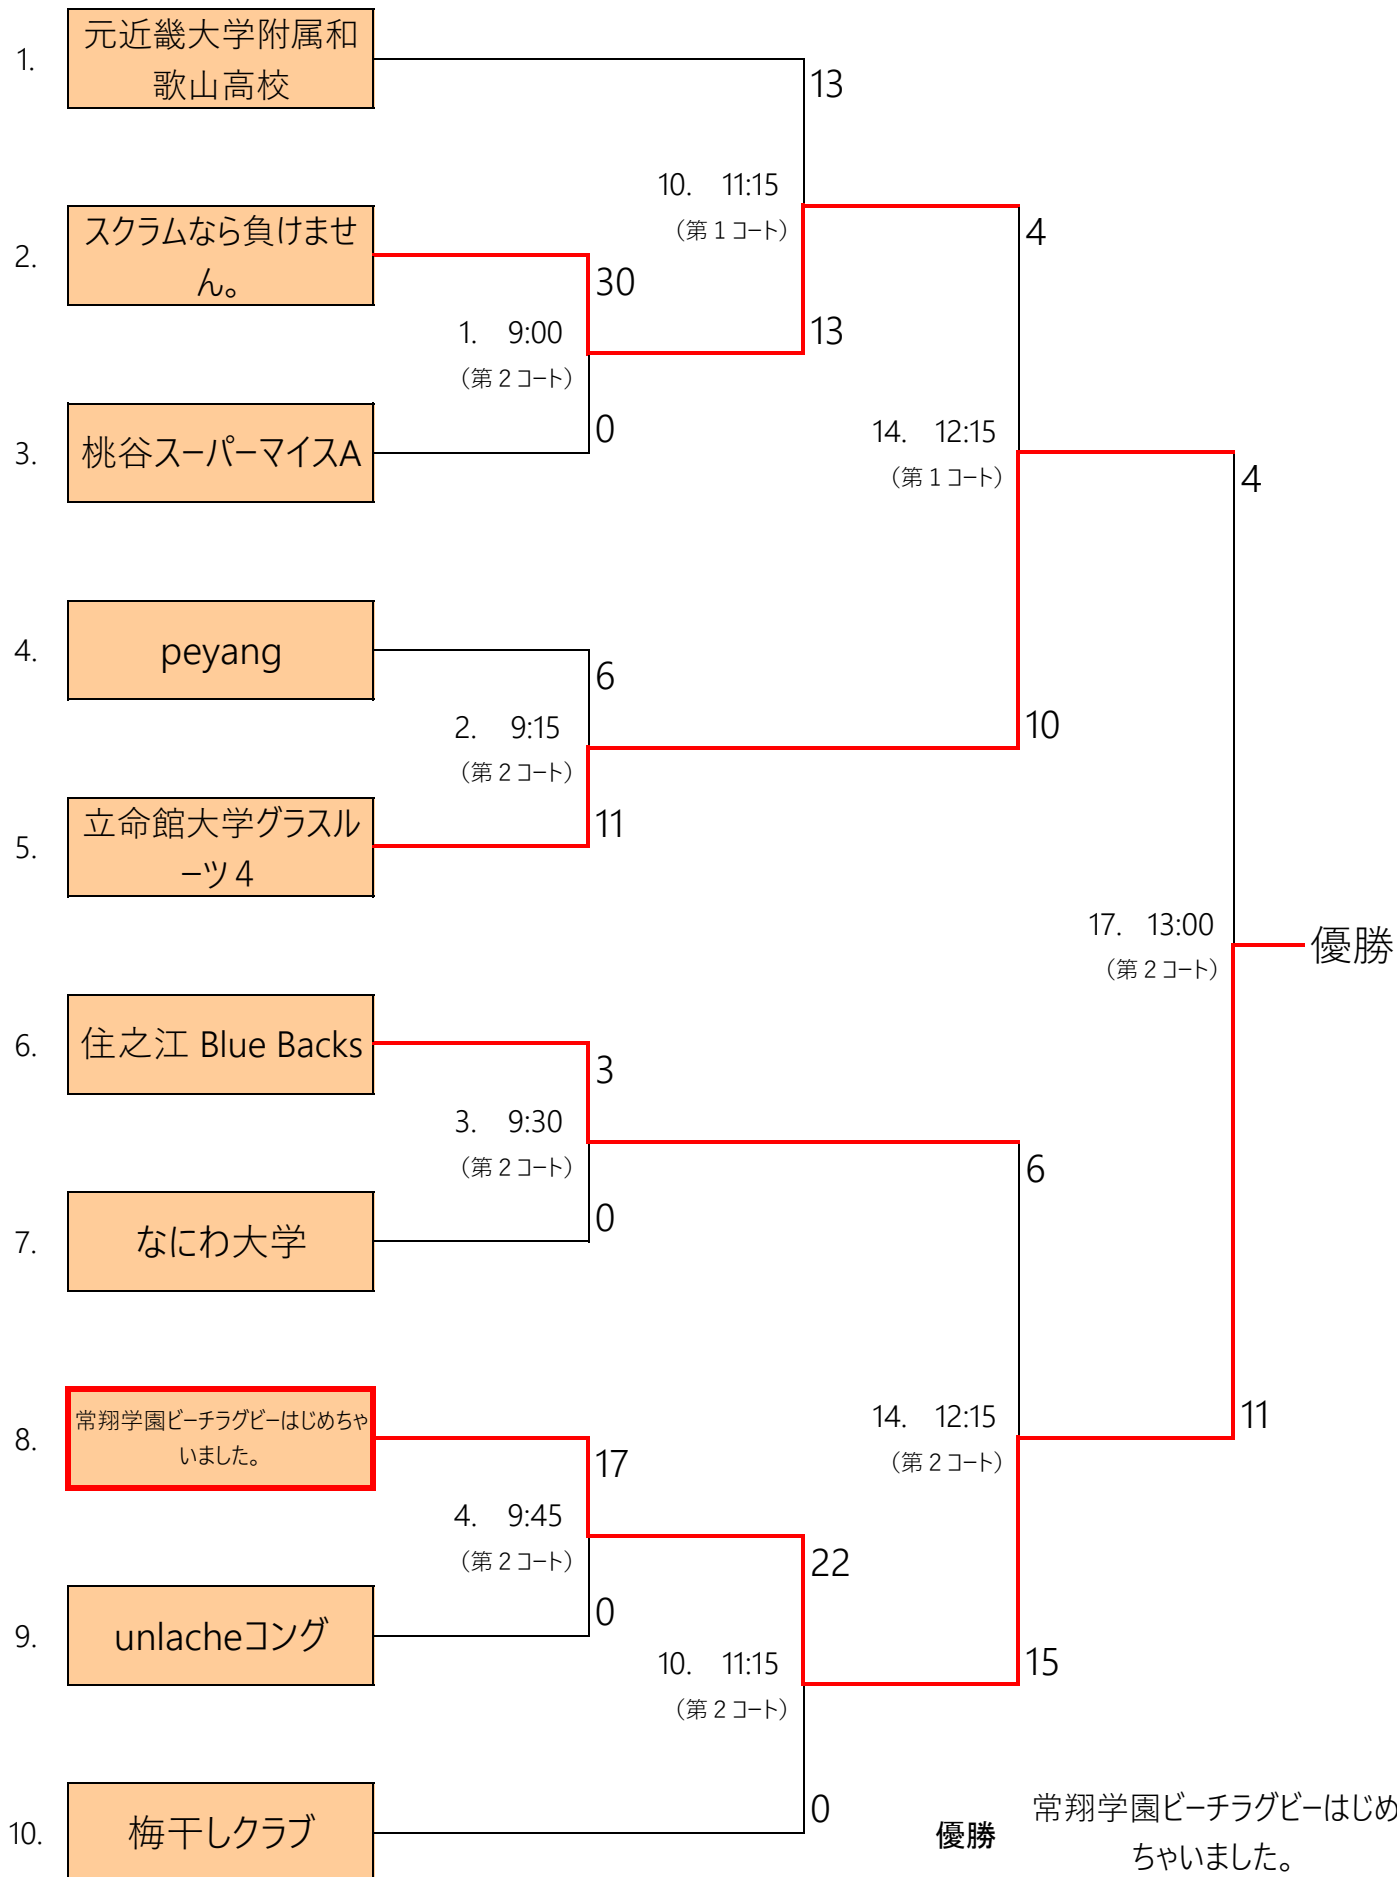 1.
元近畿大学附属和
歌山高校
13
10. 11:15
（第１コート）
4
2.
スクラムなら負けませ
ん。
30
1. 9:00
（第２コート）
13
3.
桃谷スーパーマイスA
0
14. 12:15
（第１コート）
4
4.
peyang
6
2. 9:15
（第２コート）
10
5.
立命館大学グラスル
ーツ４
11
17. 13:00
（第２コート）
優勝
6.
住之江 Blue Backs
3
3. 9:30
（第２コート）
6
7.
なにわ大学
0
8.
常翔学園ビーチラグビーはじめちゃ
いました。
17
14. 12:15
（第２コート）
11
4. 9:45
（第２コート）
22
9.
unlacheコング
0
10. 11:15
（第２コート）
15
10.
梅干しクラブ
0
優勝
常翔学園ビーチラグビーはじめ
ちゃいました。